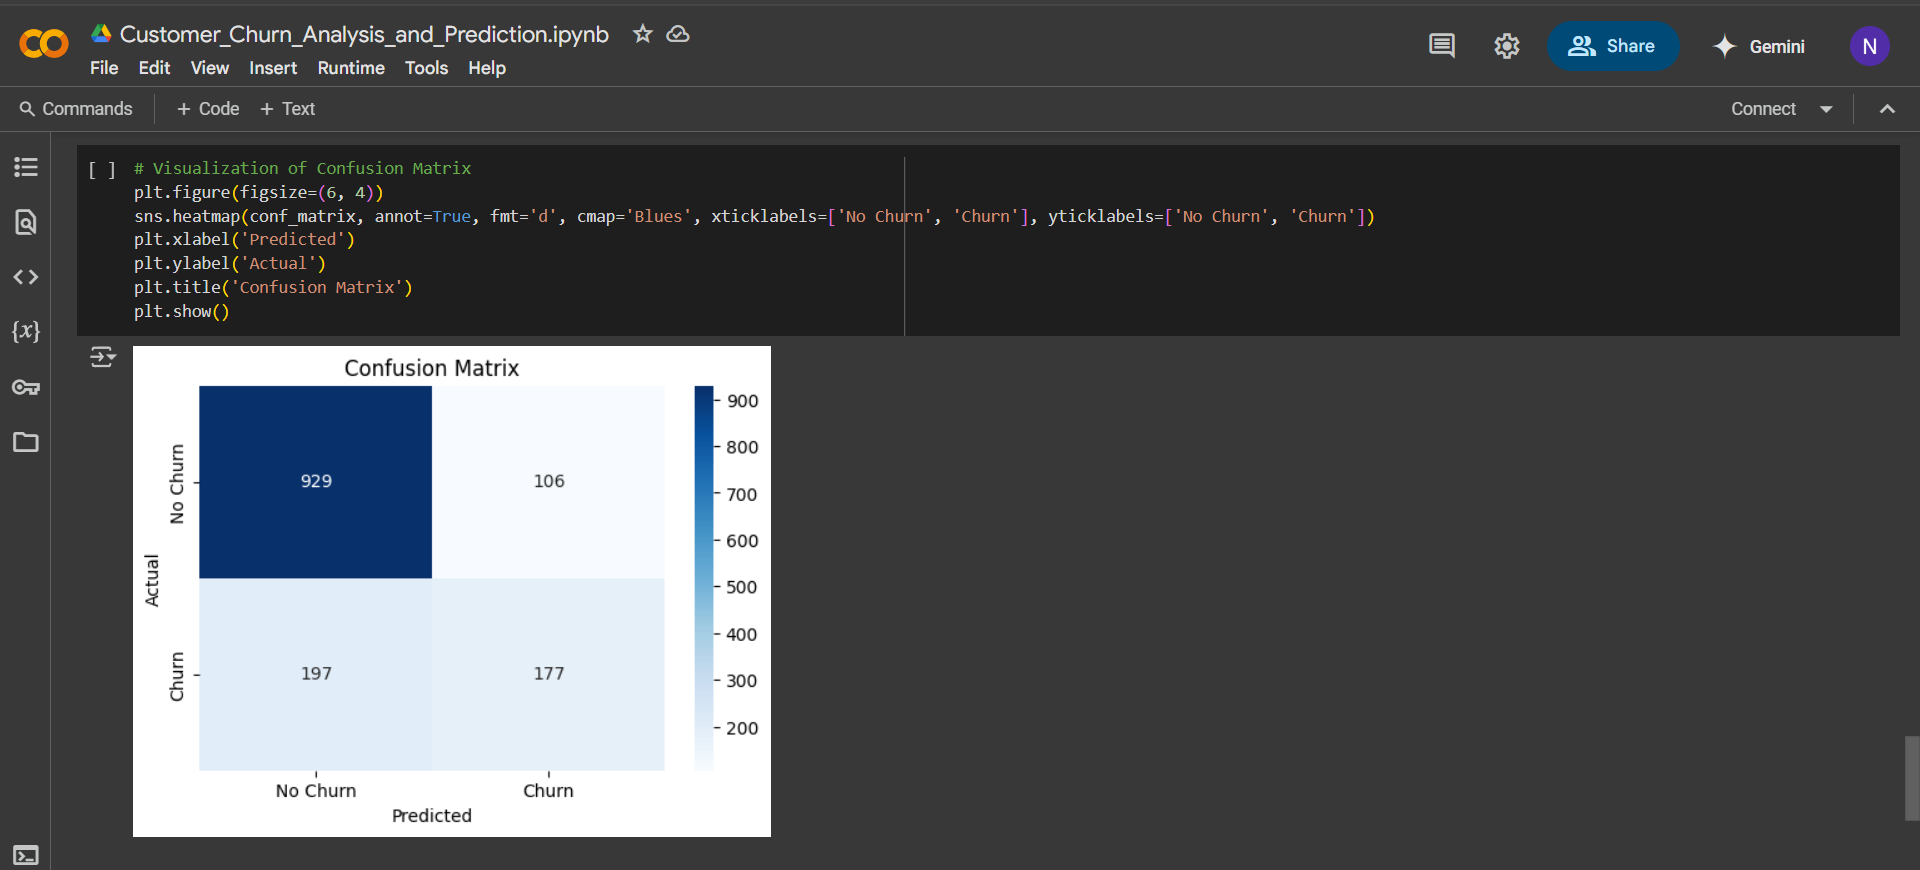 Customer_Churn_Analysis_and_Prediction.ipynb
File Edit View Insert Runtime Tools Help
Share
Gemini
N
Commands + Code + Text
Connect
[ ] # Visualization of Confusion Matrix
plt.figure(figsize=(6, 4))
sns.heatmap(conf_matrix, annot=True, fmt='d', cmap='Blues', xticklabels=['No Churn', 'Churn'], yticklabels=['No Churn', 'Churn'])
plt.xlabel('Predicted')
plt.ylabel('Actual')
plt.title('Confusion Matrix')
plt.show()
{x}
Confusion Matrix
Actual
No Churn
Churn
929 106
197 177
No Churn Churn
Predicted
900
800
700
600
500
400
300
200